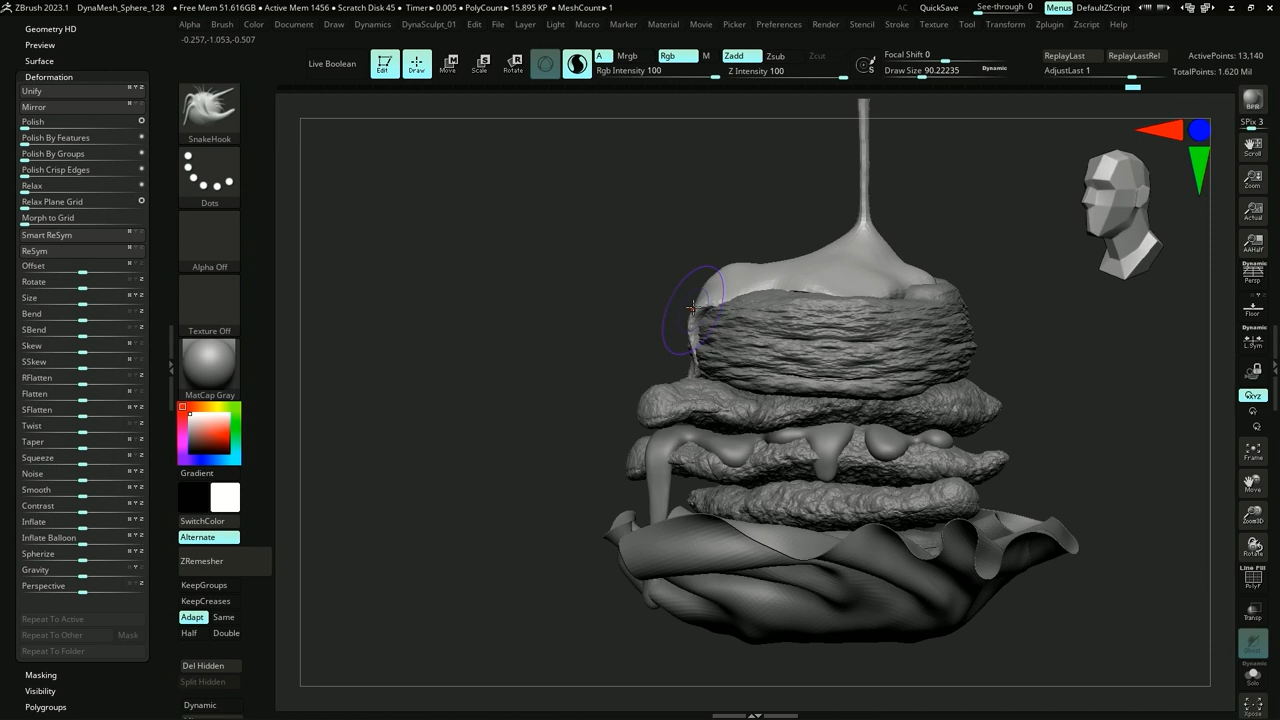 ZBrush 2023.1 DynaMesh_Sphere_128 • Free Mem 51.616GB • Active Mem 1456 • Scratch Disk 45 • Timer▸0.005 • PolyCount▸15.895 KP • MeshCount▸1
AC QuickSave See-through 0 Menus DefaultZScript
Alpha Brush Color Document Draw Dynamics DynaSculpt_01 File Edit Layer Light Macro Marker Material Movie Picker Preferences Render Stencil Stroke Texture Tool Transform Zplugin Zscript Help
-0.257,-1.053,-0.507
Live Boolean
Edit
Draw
Move
Scale
Rotate
A Mrgb Rgb M Zadd Zsub Zcut
Rgb Intensity 100 Z Intensity 100
Focal Shift 0
Draw Size 90.22235 Dynamic
ReplayLast ReplayLastRel
AdjustLast 1
ActivePoints: 13,140
TotalPoints: 1.620 Mil
Geometry HD
Preview
Surface
Deformation
Unify
Mirror
Polish
Polish By Features
Polish By Groups
Polish Crisp Edges
Relax
Relax Plane Grid
Morph to Grid
Smart ReSym
ReSym
Offset
Rotate
Size
Bend
SBend
Skew
SSkew
RFlatten
Flatten
SFlatten
Twist
Taper
Squeeze
Noise
Smooth
Contrast
Inflate
Inflate Balloon
Spherize
Gravity
Perspective
Repeat To Active
Repeat To Other Mask
Repeat To Folder
Masking
Visibility
Polygroups
SnakeHook
Dots
Alpha Off
Texture Off
MatCap Gray
Gradient
SwitchColor
Alternate
ZRemesher
KeepGroups
KeepCreases
Adapt Same
Half Double
Del Hidden
Split Hidden
Dynamic
BPR
SPix 3
Scroll
Zoom
Actual
AAHalf
Dynamic
Persp
Floor
Dynamic
L.Sym
Frame
Move
Zoom3D
Rotate
Line Fill
PolyF
Transp
Ghost
Dynamic
Solo
Xpose